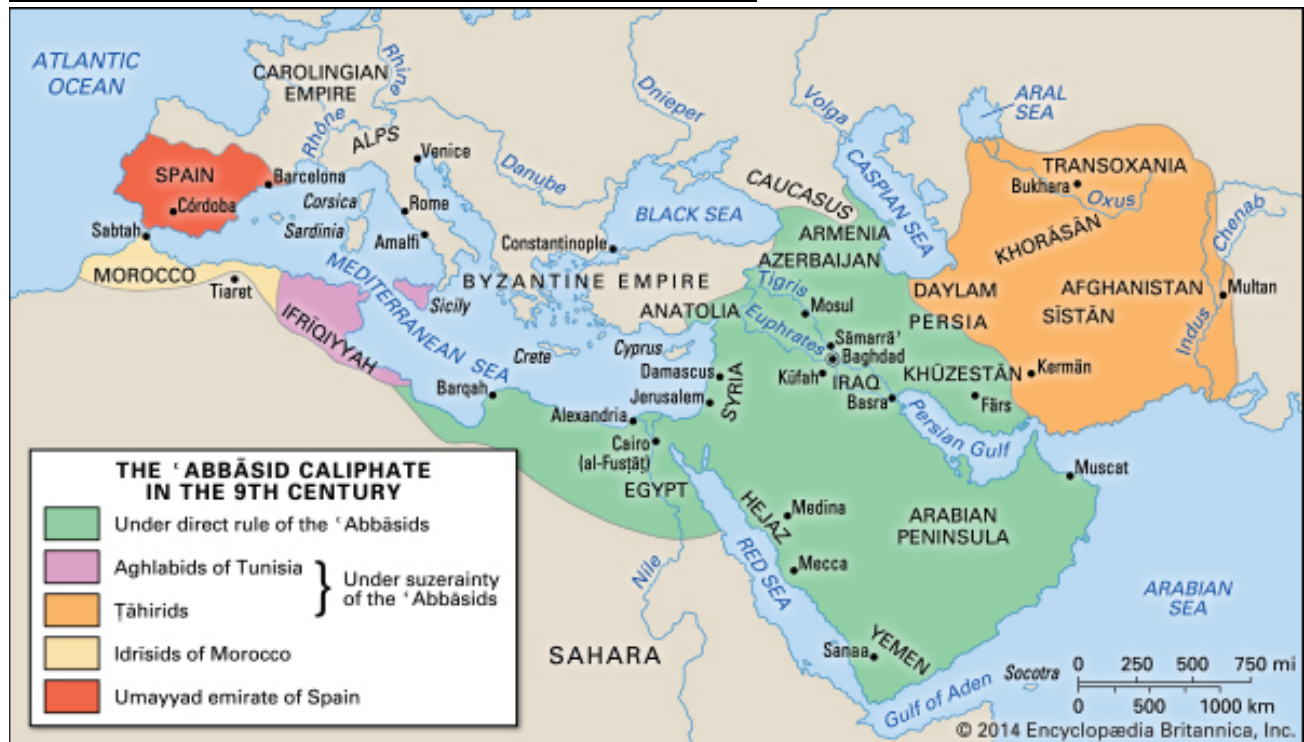 ATLANTIC
OCEAN
CAROLINGIAN
EMPIRE
Rhine
Rhône
ALPS
Venice
Danube
Dnieper
Volga
ARAL
SEA
CASPIAN SEA
CAUCASUS
BLACK SEA
TRANSOXANIA
Bukhara
Oxus
Chenab
SPAIN
Barcelona
Córdoba
Corsica
Rome
Sardinia
Amalfi
Constantinople
Sabtah
MOROCCO
Tiaret
MEDITERRANEAN SEA
Sicily
IFRĪQIYYAH
BYZANTINE EMPIRE
ANATOLIA
ARMENIA
AZERBAIJAN
Tigris
Mosul
Euphrates
Sāmarrā'
Baghdad
KHORĀSĀN
DAYLAM
PERSIA
AFGHANISTAN
SĪSTĀN
Multan
Indus
Crete
Cyprus
Damascus
SYRIA
Jerusalem
Kūfah
IRAQ
Basra
KHŪZESTĀN
Kermān
Fārs
Persian Gulf
Barqah
Alexandria
Cairo
(al-Fusṭāṭ)
EGYPT
Nile
HEJAZ
Medina
Mecca
RED SEA
ARABIAN
PENINSULA
Muscat
ARABIAN
SEA
SAHARA
Sanaa
YEMEN
Gulf of Aden
Socotra
THE ʿABBĀSID CALIPHATE
IN THE 9TH CENTURY
Under direct rule of the ʿAbbāsids
Aghlabids of Tunisia
Ṭāhirids
Under suzerainty
of the ʿAbbāsids
Idrīsids of Morocco
Umayyad emirate of Spain
0 250 500 750 mi
0 500 1000 km
© 2014 Encyclopædia Britannica, Inc.